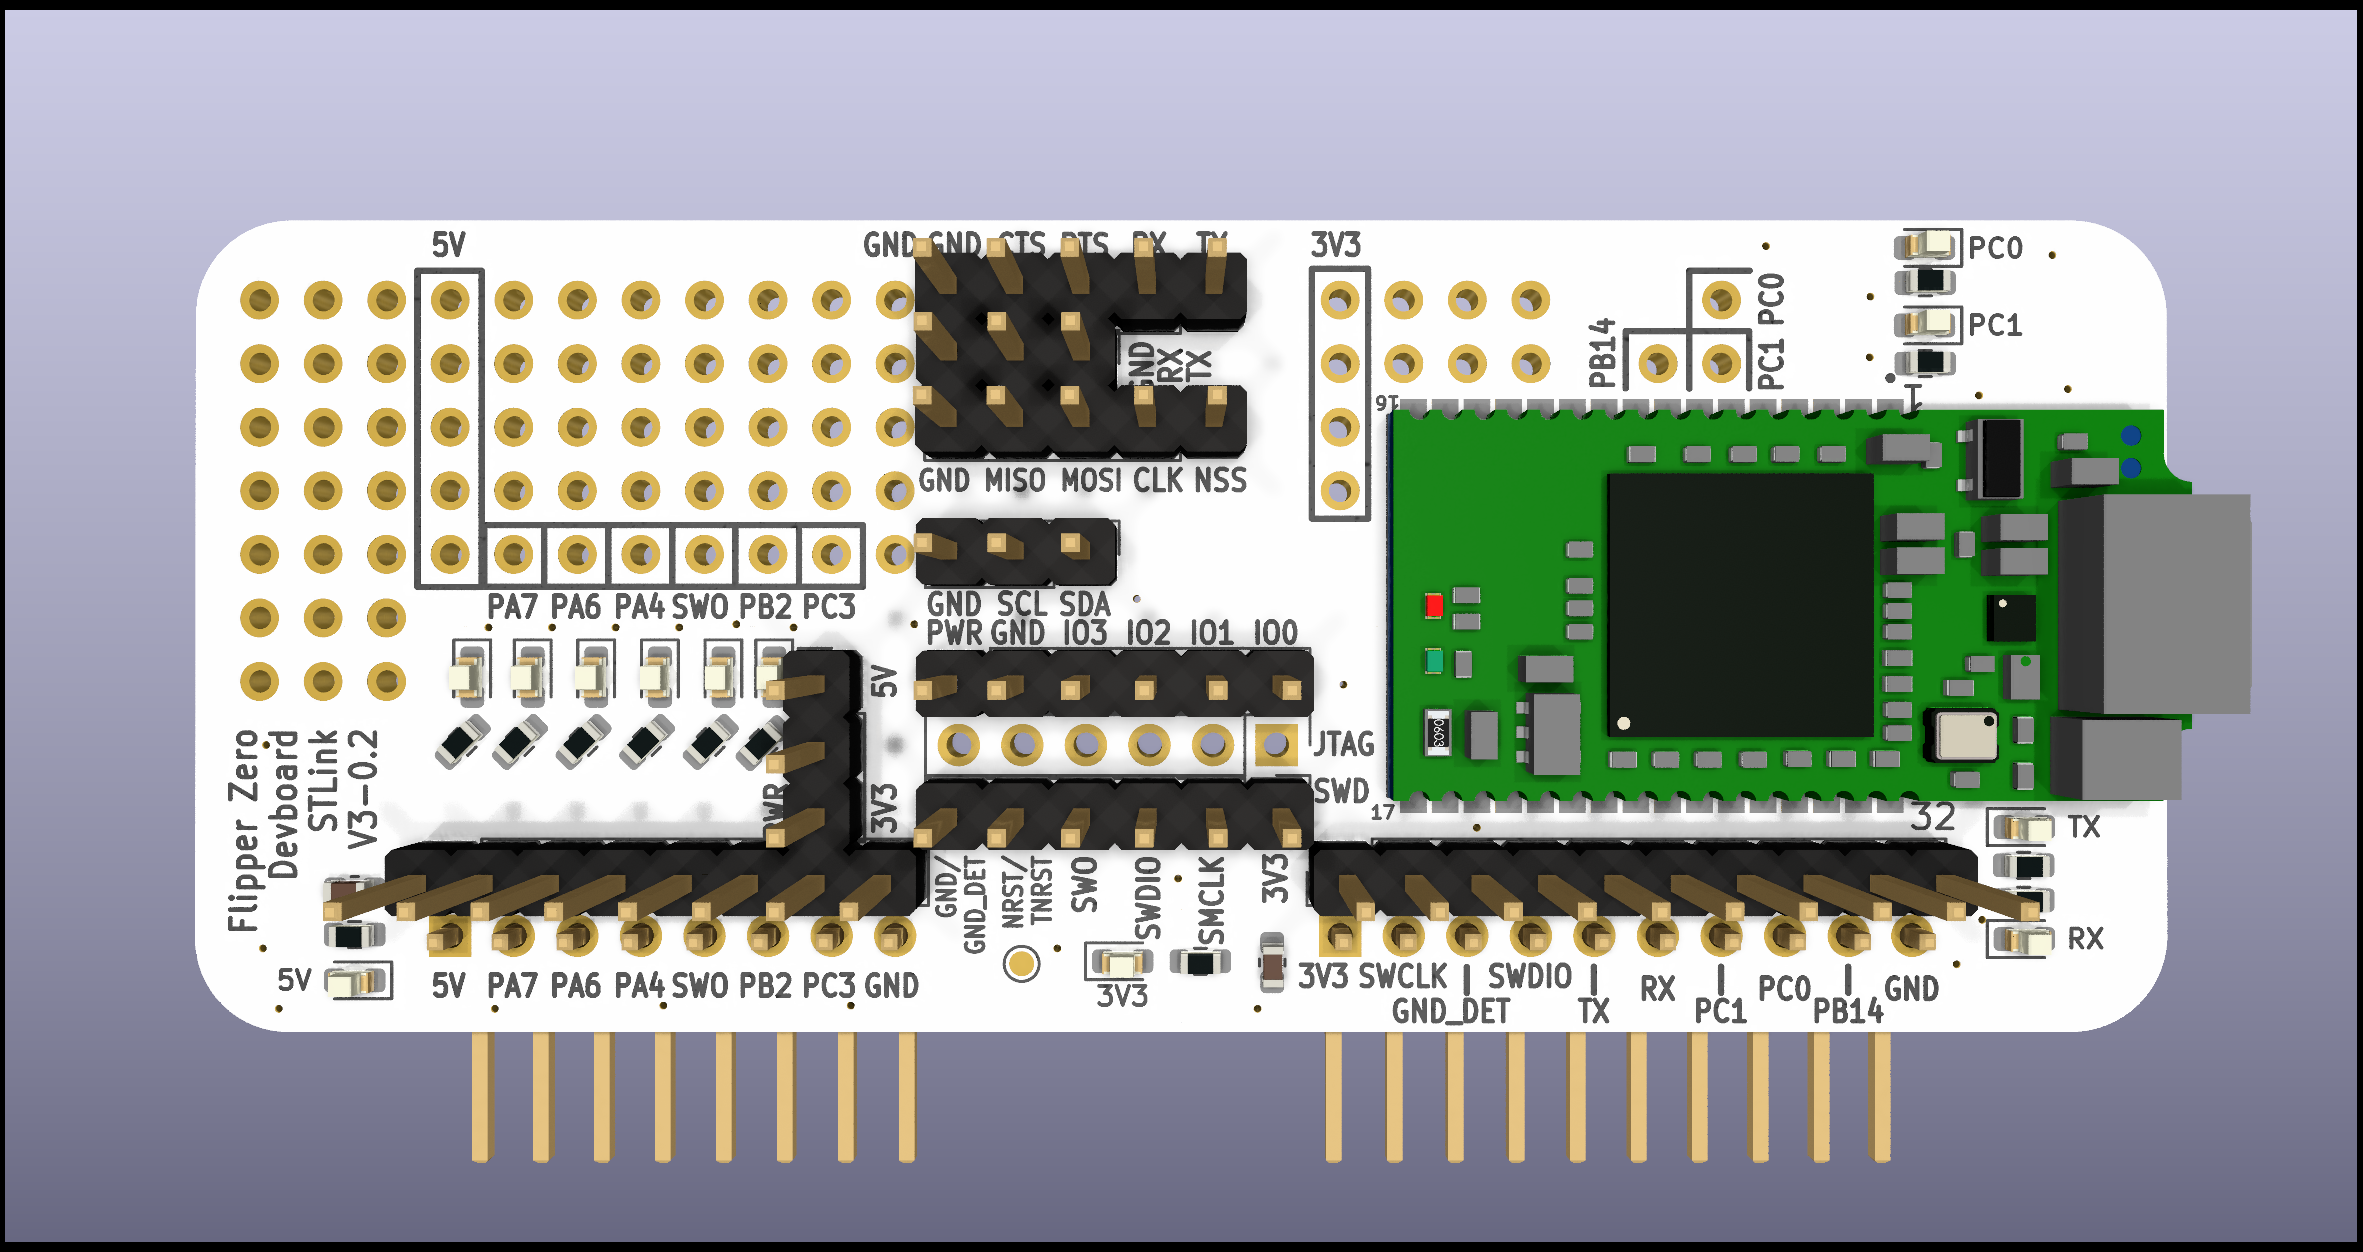 5V
GND GND CTS RTS RX TX
3V3
PC0
PC1
PB14
PC1 PC0
GND
RX
TX
16
1
GND MISO MOSI CLK NSS
PA7 PA6 PA4 SWO PB2 PC3
GND SCL SDA
PWR GND IO3 IO2 IO1 IO0
5V
JTAG
SWD
PWR
3V3
0603
17
32
Flipper Zero
Devboard
STLink
V3-0.2
GND/
GND_DET
NRST/
TNRST
SWO
SWDIO
SMCLK
3V3
TX
RX
5V
5V PA7 PA6 PA4 SWO PB2 PC3 GND
3V3
3V3 SWCLK | SWDIO | RX | PC0 | GND
GND_DET TX PC1 PB14